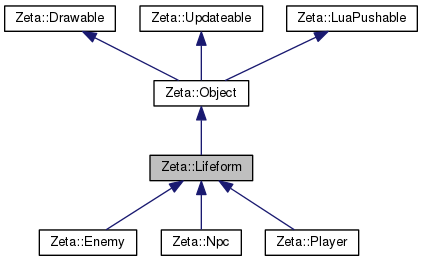 Zeta::Drawable
Zeta::Updateable
Zeta::LuaPushable
Zeta::Object
Zeta::Lifeform
Zeta::Enemy
Zeta::Npc
Zeta::Player